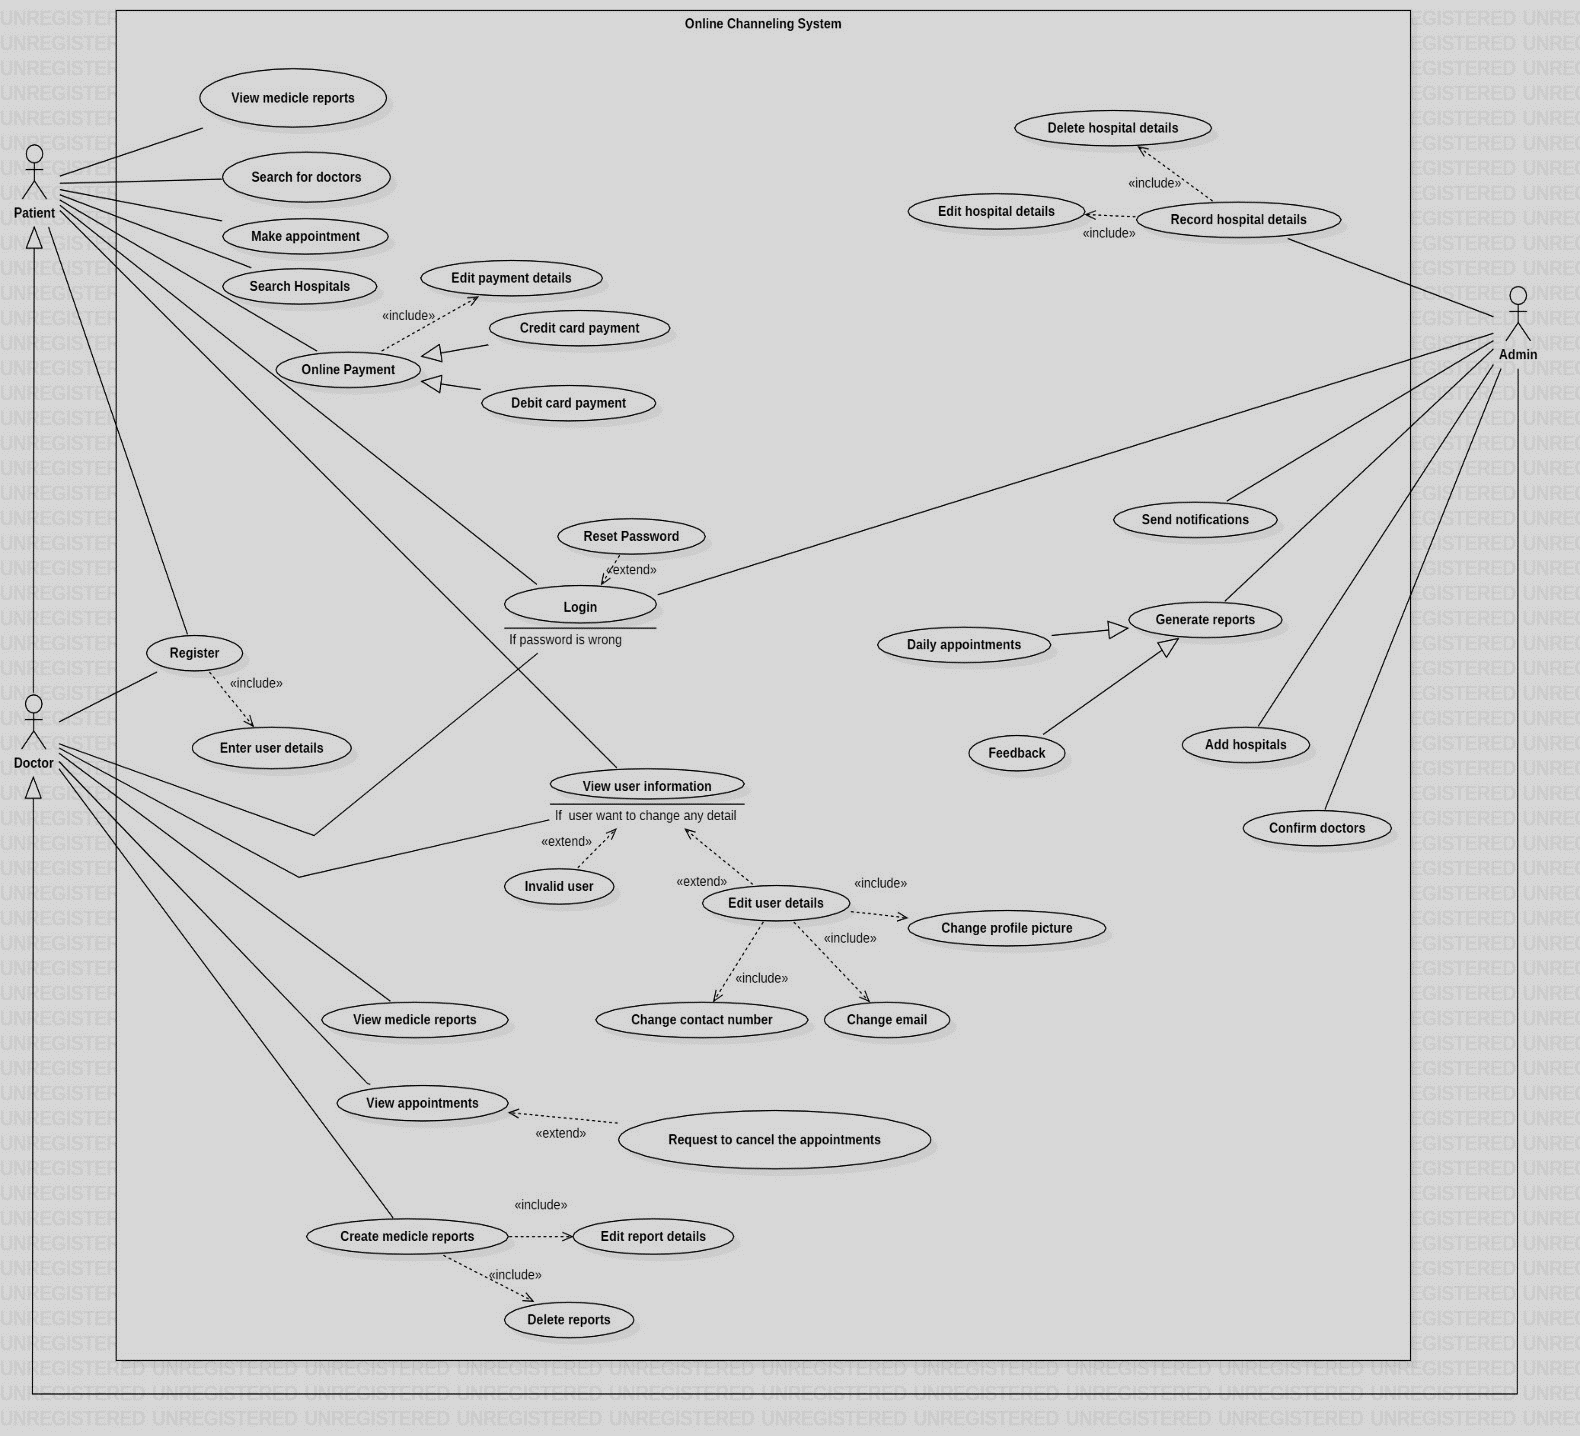 Online Channeling System
View medicle reports
Delete hospital details
Search for doctors
«include»
Patient
Edit hospital details
Record hospital details
«include»
Make appointment
Search Hospitals
Edit payment details
«include»
Credit card payment
Online Payment
Debit card payment
Admin
Send notifications
Reset Password
«extend»
Login
If password is wrong
Generate reports
Daily appointments
Register
«include»
Enter user details
Add hospitals
Feedback
Doctor
View user information
If  user want to change any detail
Confirm doctors
«extend»
Invalid user
«extend»
«include»
Edit user details
Change profile picture
«include»
«include»
View medicle reports
Change contact number
Change email
View appointments
«extend»
Request to cancel the appointments
«include»
Create medicle reports
Edit report details
«include»
Delete reports
UNREGISTERED UNREGISTERED UNREGISTERED UNREGISTERED UNREGISTERED UNREGISTERED UNREGISTERED UNREGISTERED UNREGISTERED UNREGISTERED UNRE